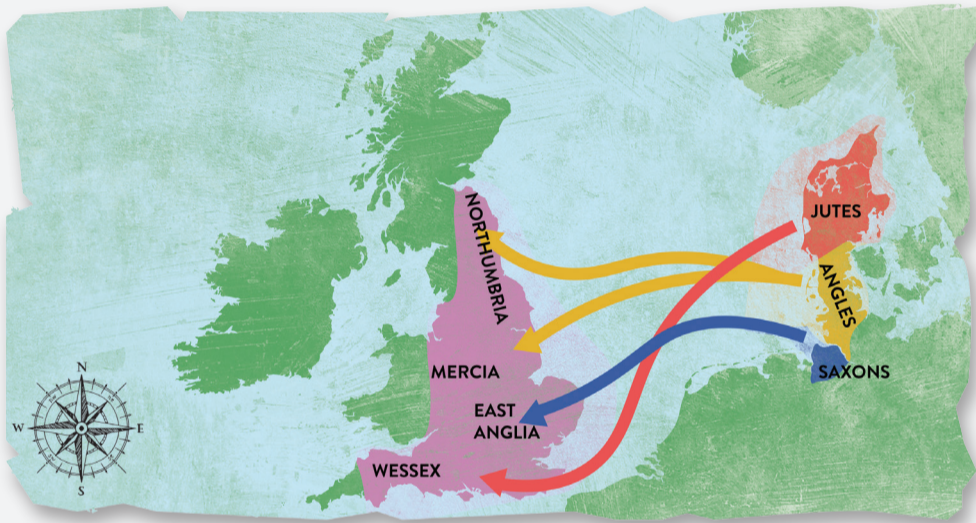 NORTHUMBRIA
MERCIA
EAST
ANGLIA
WESSEX
JUTES
ANGLES
SAXONS
N
W
E
S